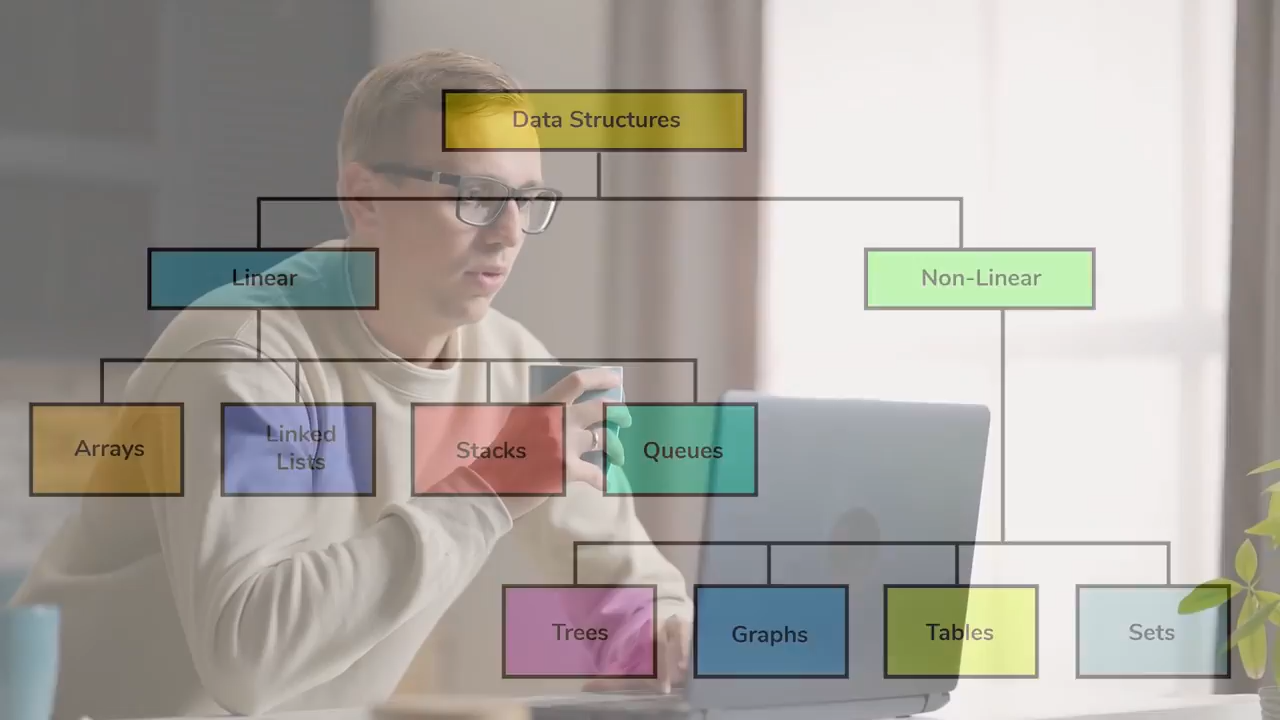 Data Structures
Linear
Non-Linear
Arrays
Linked
Lists
Stacks
Queues
Trees
Graphs
Tables
Sets